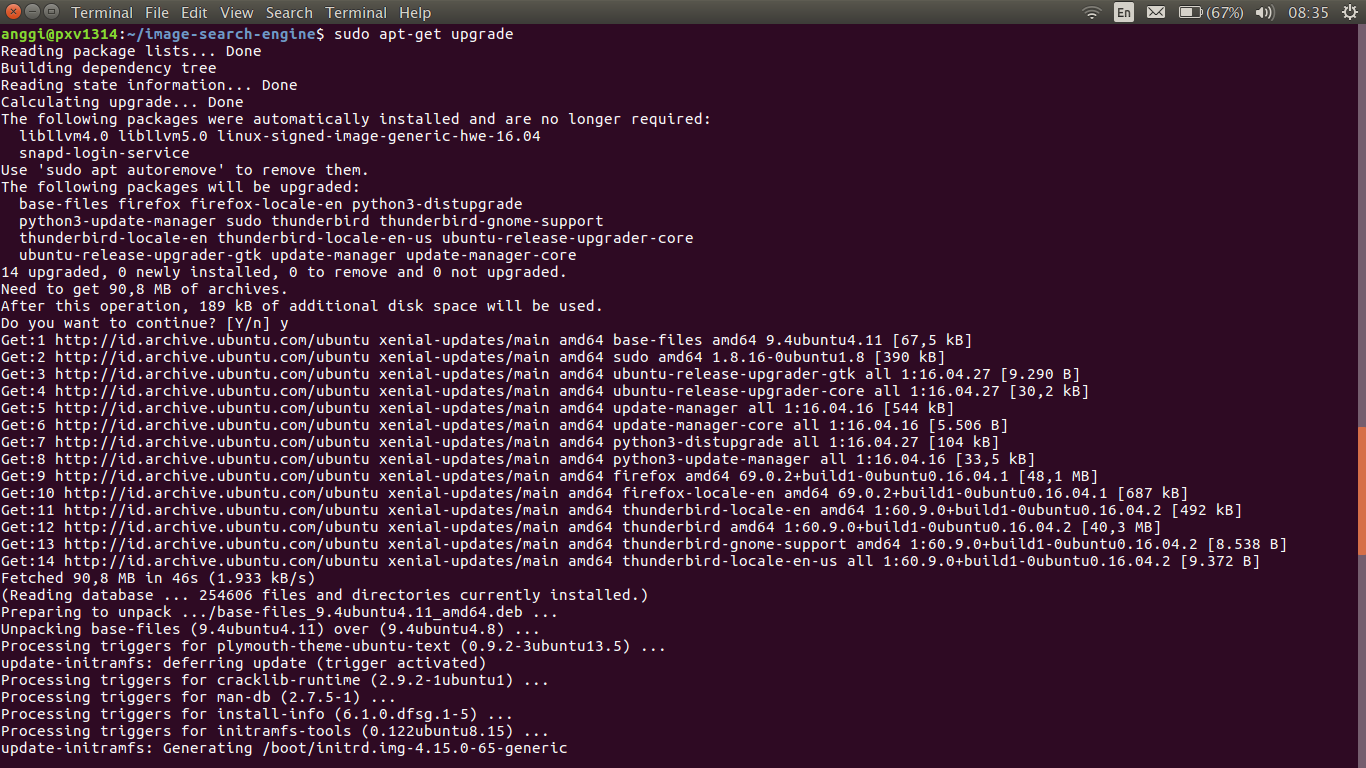 Terminal File Edit View Search Terminal Help En (67%) 08:35
anggi@pxv1314:~/image-search-engine$ sudo apt-get upgrade
Reading package lists... Done
Building dependency tree
Reading state information... Done
Calculating upgrade... Done
The following packages were automatically installed and are no longer required:
  libllvm4.0 libllvm5.0 linux-signed-image-generic-hwe-16.04
  snapd-login-service
Use 'sudo apt autoremove' to remove them.
The following packages will be upgraded:
  base-files firefox firefox-locale-en python3-distupgrade
  python3-update-manager sudo thunderbird thunderbird-gnome-support
  thunderbird-locale-en thunderbird-locale-en-us ubuntu-release-upgrader-core
  ubuntu-release-upgrader-gtk update-manager update-manager-core
14 upgraded, 0 newly installed, 0 to remove and 0 not upgraded.
Need to get 90,8 MB of archives.
After this operation, 189 kB of additional disk space will be used.
Do you want to continue? [Y/n] y
Get:1 http://id.archive.ubuntu.com/ubuntu xenial-updates/main amd64 base-files amd64 9.4ubuntu4.11 [67,5 kB]
Get:2 http://id.archive.ubuntu.com/ubuntu xenial-updates/main amd64 sudo amd64 1.8.16-0ubuntu1.8 [390 kB]
Get:3 http://id.archive.ubuntu.com/ubuntu xenial-updates/main amd64 ubuntu-release-upgrader-gtk all 1:16.04.27 [9.290 B]
Get:4 http://id.archive.ubuntu.com/ubuntu xenial-updates/main amd64 ubuntu-release-upgrader-core all 1:16.04.27 [30,2 kB]
Get:5 http://id.archive.ubuntu.com/ubuntu xenial-updates/main amd64 update-manager all 1:16.04.16 [544 kB]
Get:6 http://id.archive.ubuntu.com/ubuntu xenial-updates/main amd64 update-manager-core all 1:16.04.16 [5.506 B]
Get:7 http://id.archive.ubuntu.com/ubuntu xenial-updates/main amd64 python3-distupgrade all 1:16.04.27 [104 kB]
Get:8 http://id.archive.ubuntu.com/ubuntu xenial-updates/main amd64 python3-update-manager all 1:16.04.16 [33,5 kB]
Get:9 http://id.archive.ubuntu.com/ubuntu xenial-updates/main amd64 firefox amd64 69.0.2+build1-0ubuntu0.16.04.1 [48,1 MB]
Get:10 http://id.archive.ubuntu.com/ubuntu xenial-updates/main amd64 firefox-locale-en amd64 69.0.2+build1-0ubuntu0.16.04.1 [687 kB]
Get:11 http://id.archive.ubuntu.com/ubuntu xenial-updates/main amd64 thunderbird-locale-en amd64 1:60.9.0+build1-0ubuntu0.16.04.2 [492 kB]
Get:12 http://id.archive.ubuntu.com/ubuntu xenial-updates/main amd64 thunderbird amd64 1:60.9.0+build1-0ubuntu0.16.04.2 [40,3 MB]
Get:13 http://id.archive.ubuntu.com/ubuntu xenial-updates/main amd64 thunderbird-gnome-support amd64 1:60.9.0+build1-0ubuntu0.16.04.2 [8.538 B]
Get:14 http://id.archive.ubuntu.com/ubuntu xenial-updates/main amd64 thunderbird-locale-en-us all 1:60.9.0+build1-0ubuntu0.16.04.2 [9.372 B]
Fetched 90,8 MB in 46s (1.933 kB/s)
(Reading database ... 254606 files and directories currently installed.)
Preparing to unpack .../base-files_9.4ubuntu4.11_amd64.deb ...
Unpacking base-files (9.4ubuntu4.11) over (9.4ubuntu4.8) ...
Processing triggers for plymouth-theme-ubuntu-text (0.9.2-3ubuntu13.5) ...
update-initramfs: deferring update (trigger activated)
Processing triggers for cracklib-runtime (2.9.2-1ubuntu1) ...
Processing triggers for man-db (2.7.5-1) ...
Processing triggers for install-info (6.1.0.dfsg.1-5) ...
Processing triggers for initramfs-tools (0.122ubuntu8.15) ...
update-initramfs: Generating /boot/initrd.img-4.15.0-65-generic